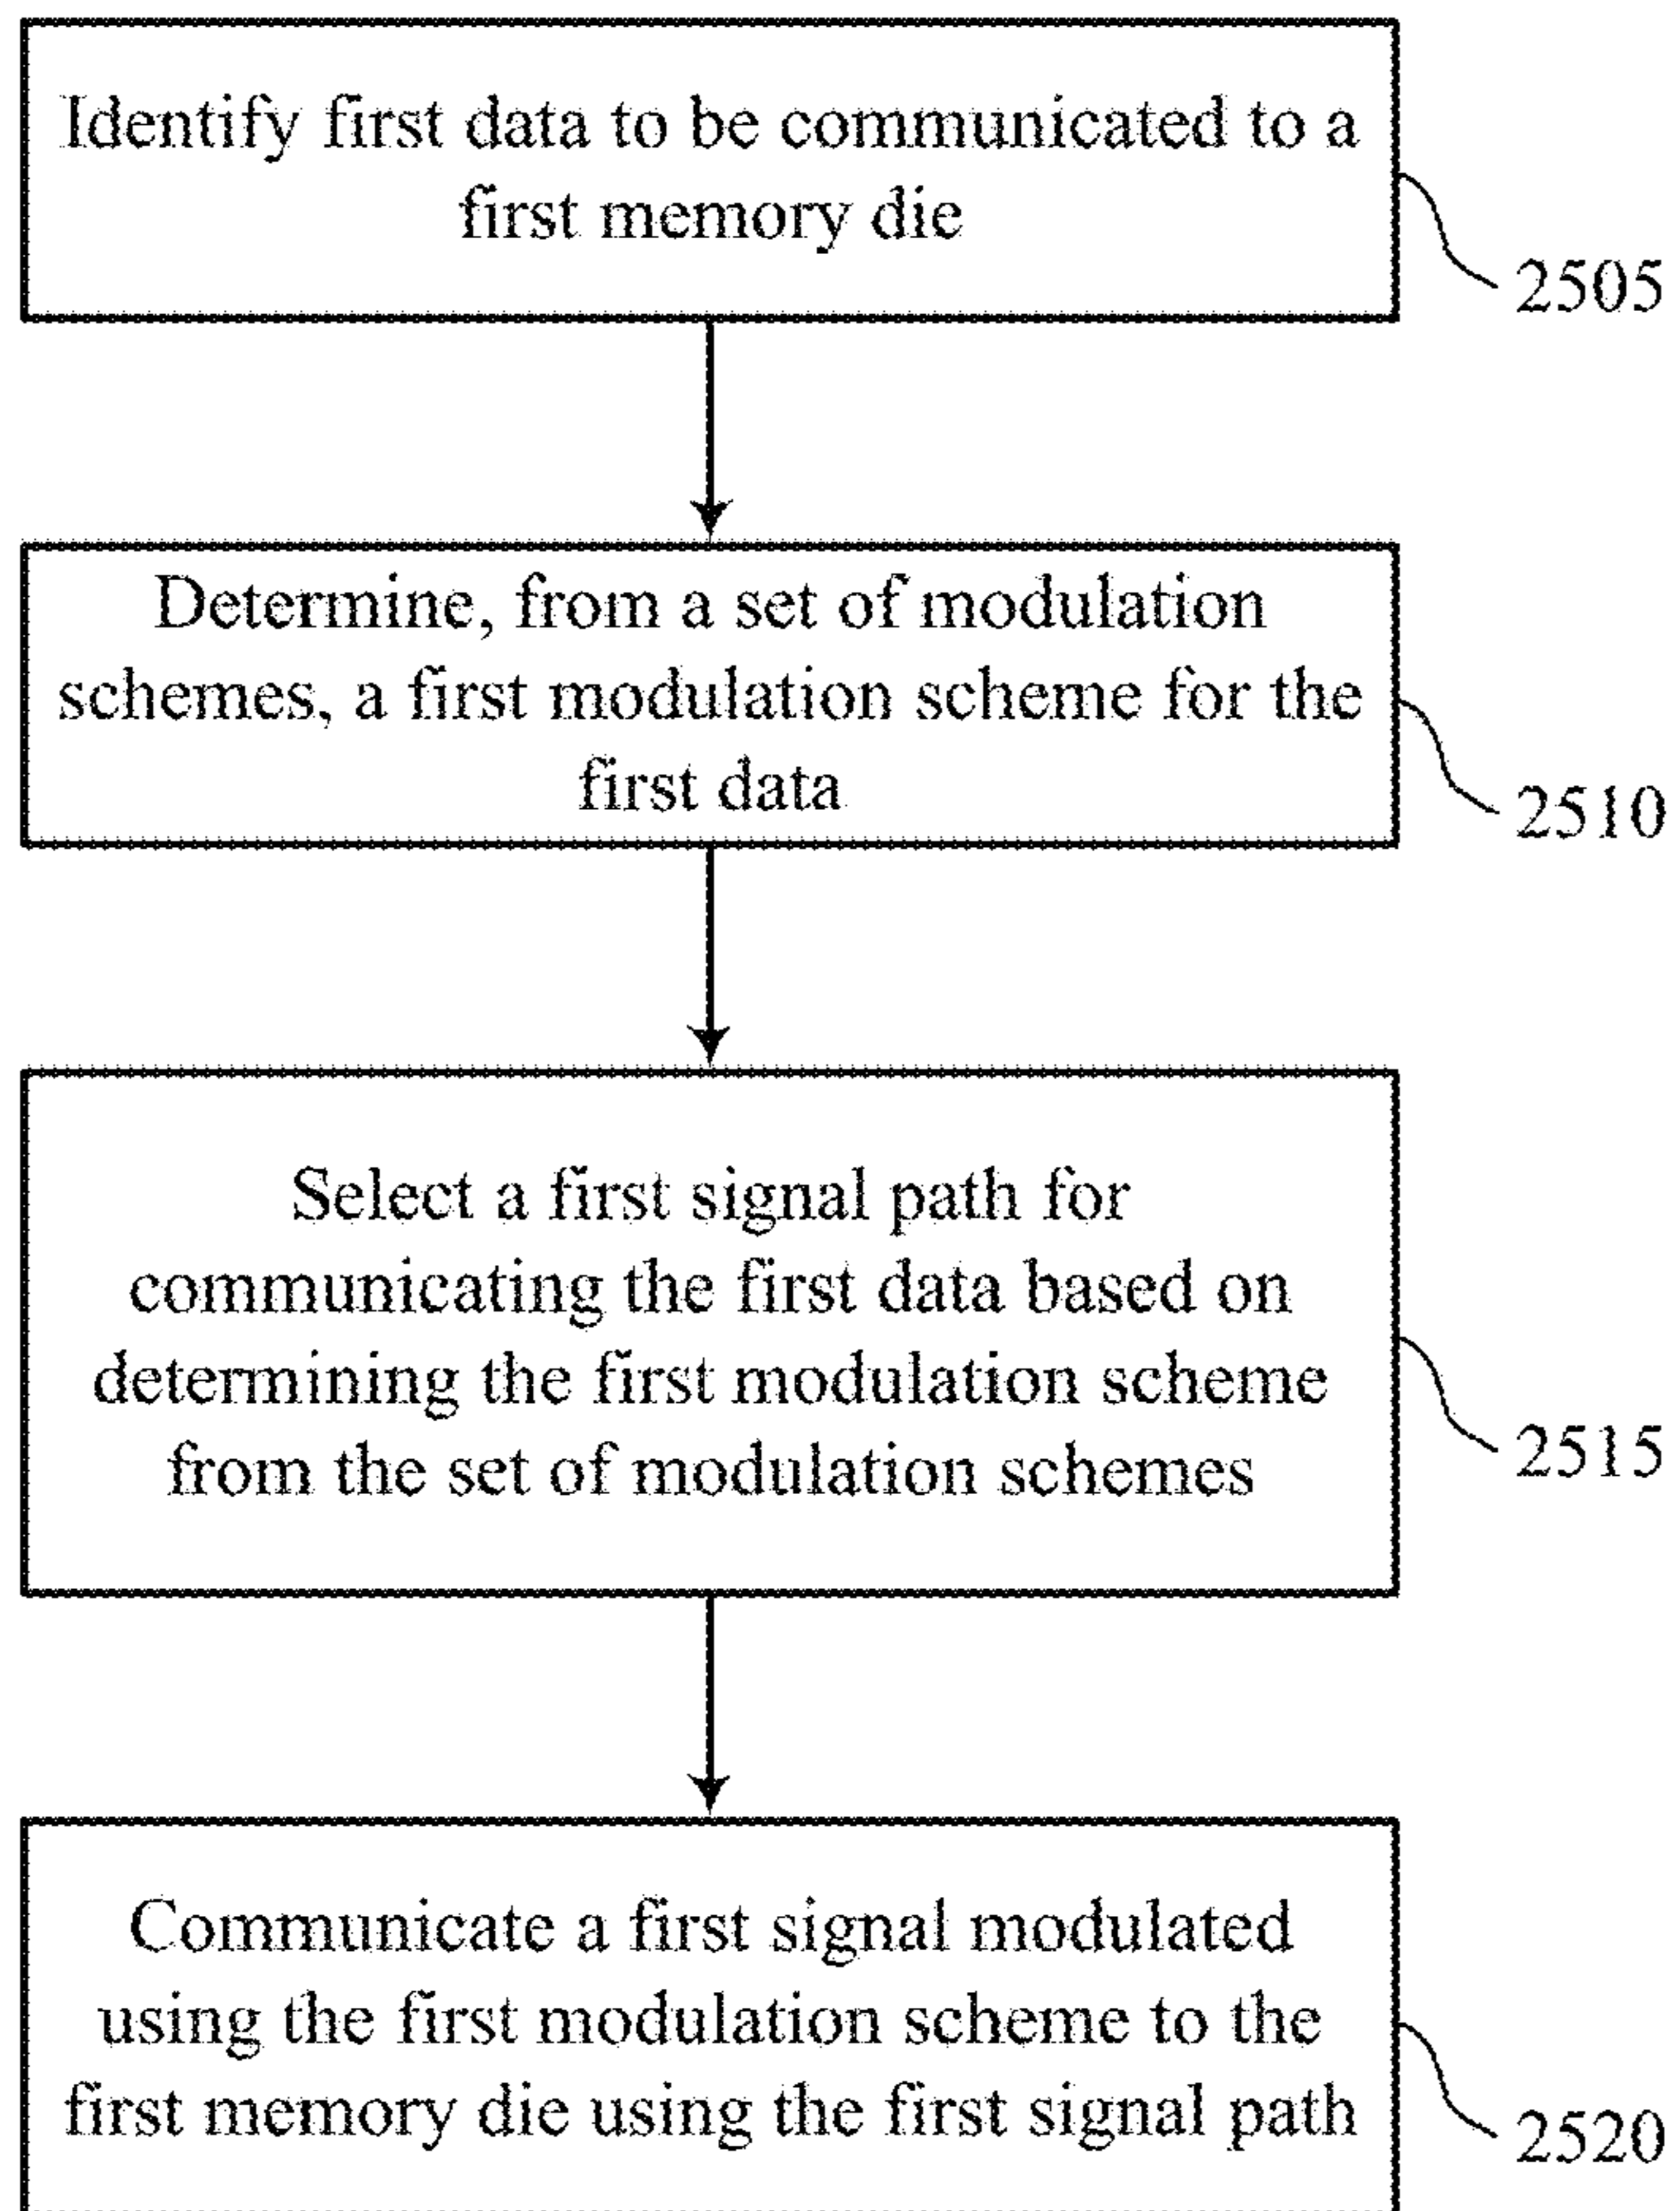 Identify first data to be communicated to a
first memory die
2505
Determine, from a set of modulation
schemes, a first modulation scheme for the
first data
2510
Select a first signal path for
communicating the first data based on
determining the first modulation scheme
from the set of modulation schemes
2515
Communicate a first signal modulated
using the first modulation scheme to the
first memory die using the first signal path
2520